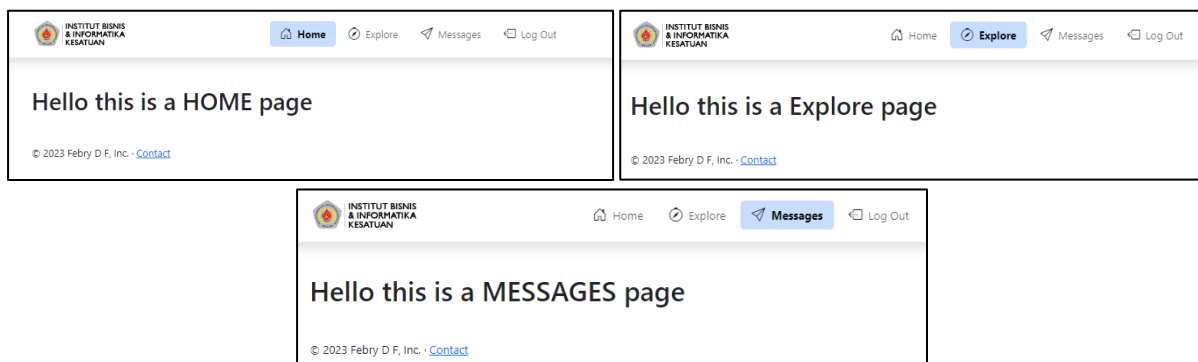 INSTITUT BISNIS
& INFORMATIKA
KESATUAN
Home Explore Messages Log Out
Hello this is a HOME page
© 2023 Febry D F, Inc. · Contact
INSTITUT BISNIS
& INFORMATIKA
KESATUAN
Home Explore Messages Log Out
Hello this is a Explore page
© 2023 Febry D F, Inc. · Contact
INSTITUT BISNIS
& INFORMATIKA
KESATUAN
Home Explore Messages Log Out
Hello this is a MESSAGES page
© 2023 Febry D F, Inc. · Contact